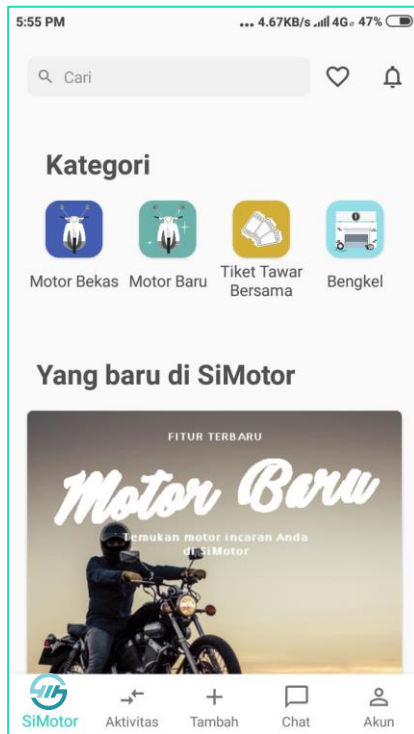 5:55 PM ... 4.67KB/s 4G 47%
Cari
Kategori
Motor Bekas Motor Baru Tiket Tawar Bersama Bengkel
Yang baru di SiMotor
FITUR TERBARU
Motor Baru
Temukan motor incaran Anda
di SiMotor
SiMotor Aktivitas Tambah Chat Akun